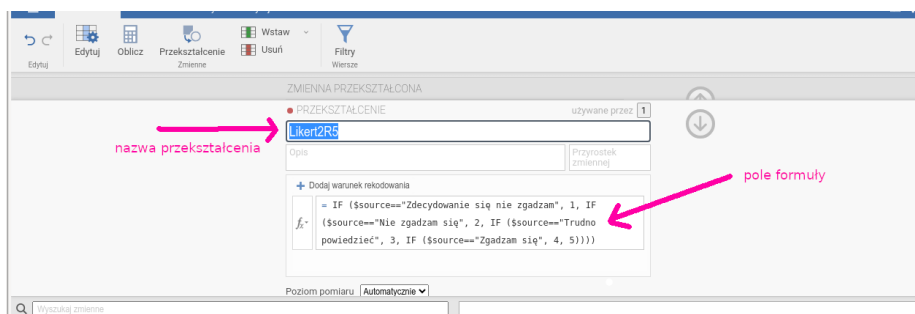 Edytuj
Oblicz
Przekształcenie
Wstaw
Usuń
Filtry
Edytuj
Zmienne
Wiersze
ZMIENNA PRZEKSZTAŁCONA
PRZEKSZTAŁCENIE
używane przez 1
Likert2R5
nazwa przekształcenia
Opis
Przyrostek
zmiennej
pole formuły
+ Dodaj warunek rekodowania
fx
= IF ($source=="Zdecydowanie się nie zgadzam", 1, IF
($source=="Nie zgadzam się", 2, IF ($source=="Trudno
powiedzieć", 3, IF ($source=="Zgadzam się", 4, 5))))
Poziom pomiaru Automatycznie
Wyszukaj zmienne